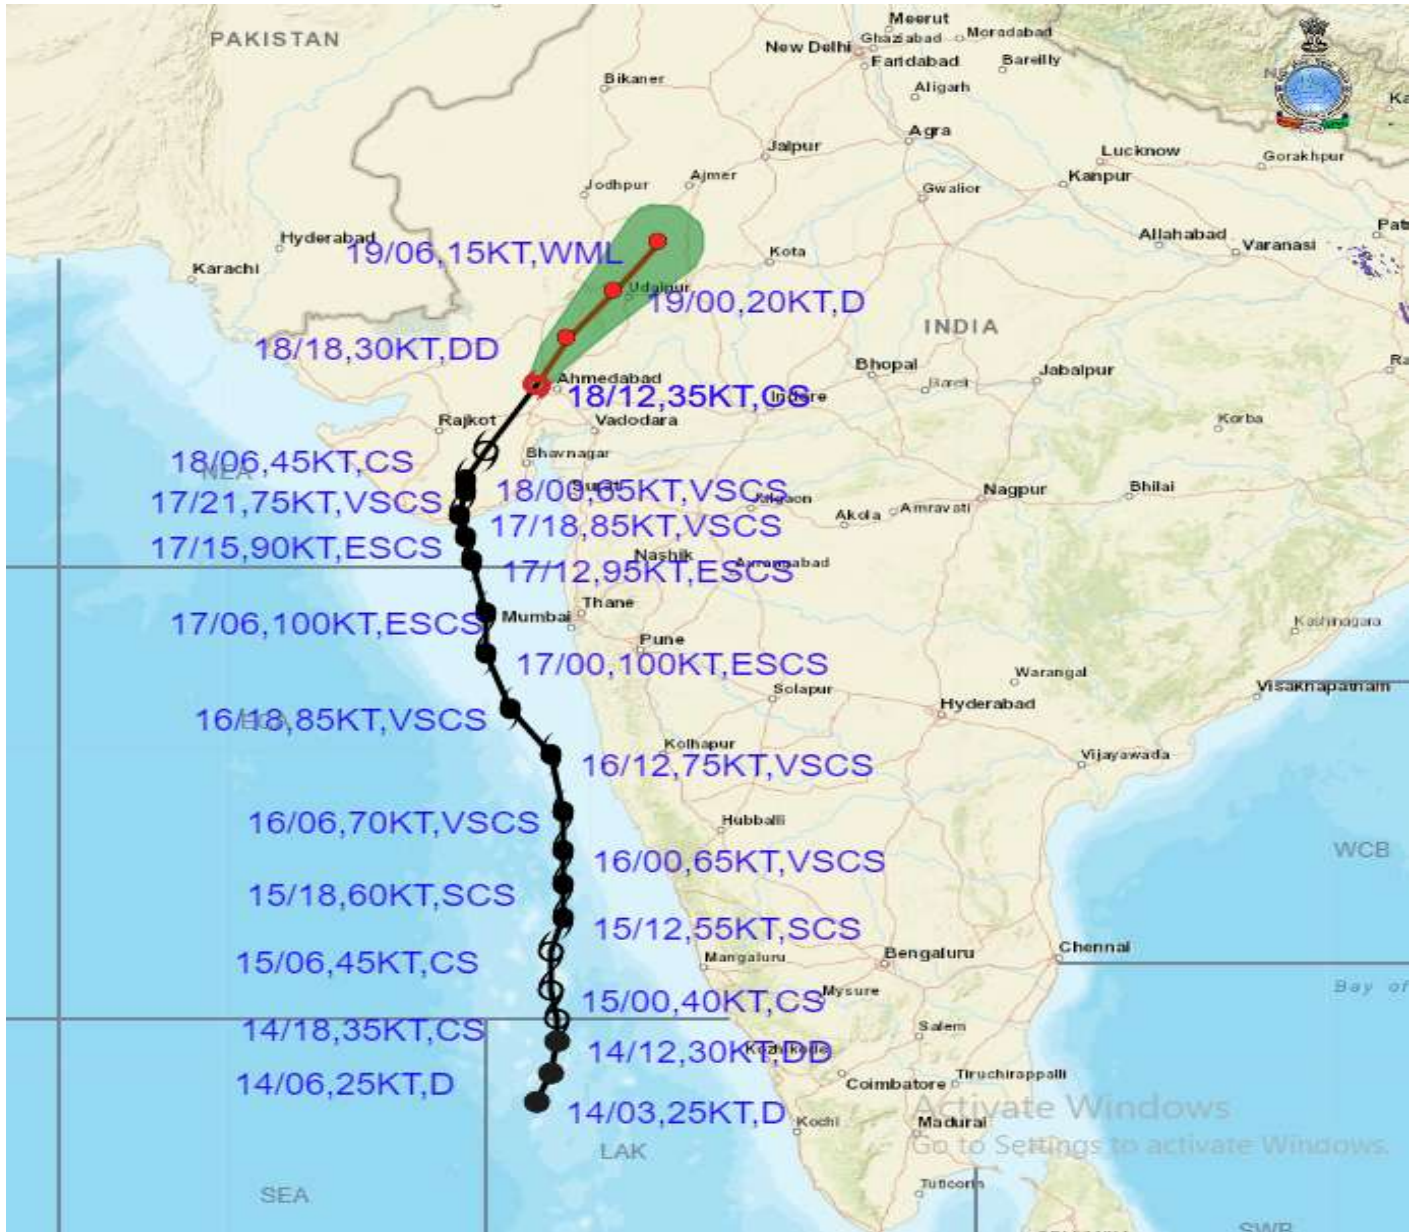 Meerut
PAKISTAN
New Delhi
Ghaziabad
Moradabad
Faridabad
Bareilly
Bikaner
Aligarh
Agra
Jaipur
Lucknow
Gorakhpur
Ajmer
Kanpur
Jodhpur
Gwalior
Hyderabad
Allahabad
Varanasi
19/06,15KT,WML
Kota
Karachi
Udaipur
19/00,20KT,D
INDIA
18/18,30KT,DD
Bhopal
Jabalpur
Ahmedabad
18/12,35KT,CS
Indore
Rajkot
Vadodara
Korba
Bhavnagar
18/06,45KT,CS
NEA
Surat
18/00,65KT,VSCS
Jalgaon
Nagpur
Bhilai
17/21,75KT,VSCS
Akola
Amravati
17/18,85KT,VSCS
17/15,90KT,ESCS
Nashik
Aurangabad
17/12,95KT,ESCS
Thane
Mumbai
17/06,100KT,ESCS
Pune
17/00,100KT,ESCS
Warangal
Solapur
Visakhapatnam
Hyderabad
16/18,85KT,VSCS
Kolhapur
Vijayawada
16/12,75KT,VSCS
16/06,70KT,VSCS
Hubballi
WCB
16/00,65KT,VSCS
15/18,60KT,SCS
15/12,55KT,SCS
Chennai
Bengaluru
Mangaluru
15/06,45KT,CS
Bay of
Mysure
15/00,40KT,CS
14/18,35KT,CS
Salem
Kozhikode
14/12,30KT,DD
14/06,25KT,D
Coimbatore
Tiruchirappalli
14/03,25KT,D
Activate Windows
Kochi
Madurai
Go to Settings to activate Windows.
LAK
SEA
Tuticorin
SWB